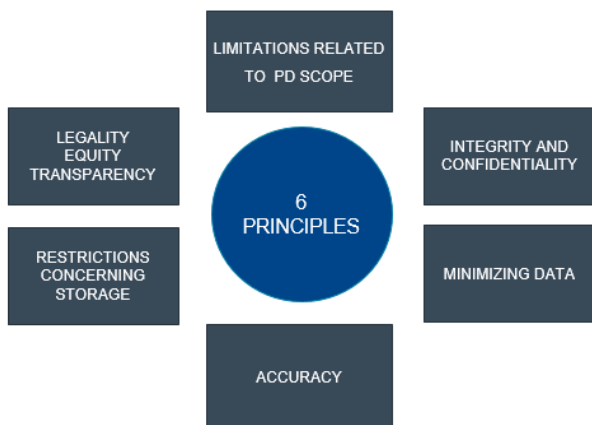 LIMITATIONS RELATED
TO PD SCOPE
LEGALITY
EQUITY
TRANSPARENCY
INTEGRITY AND
CONFIDENTIALITY
6
PRINCIPLES
RESTRICTIONS
CONCERNING
STORAGE
MINIMIZING DATA
ACCURACY